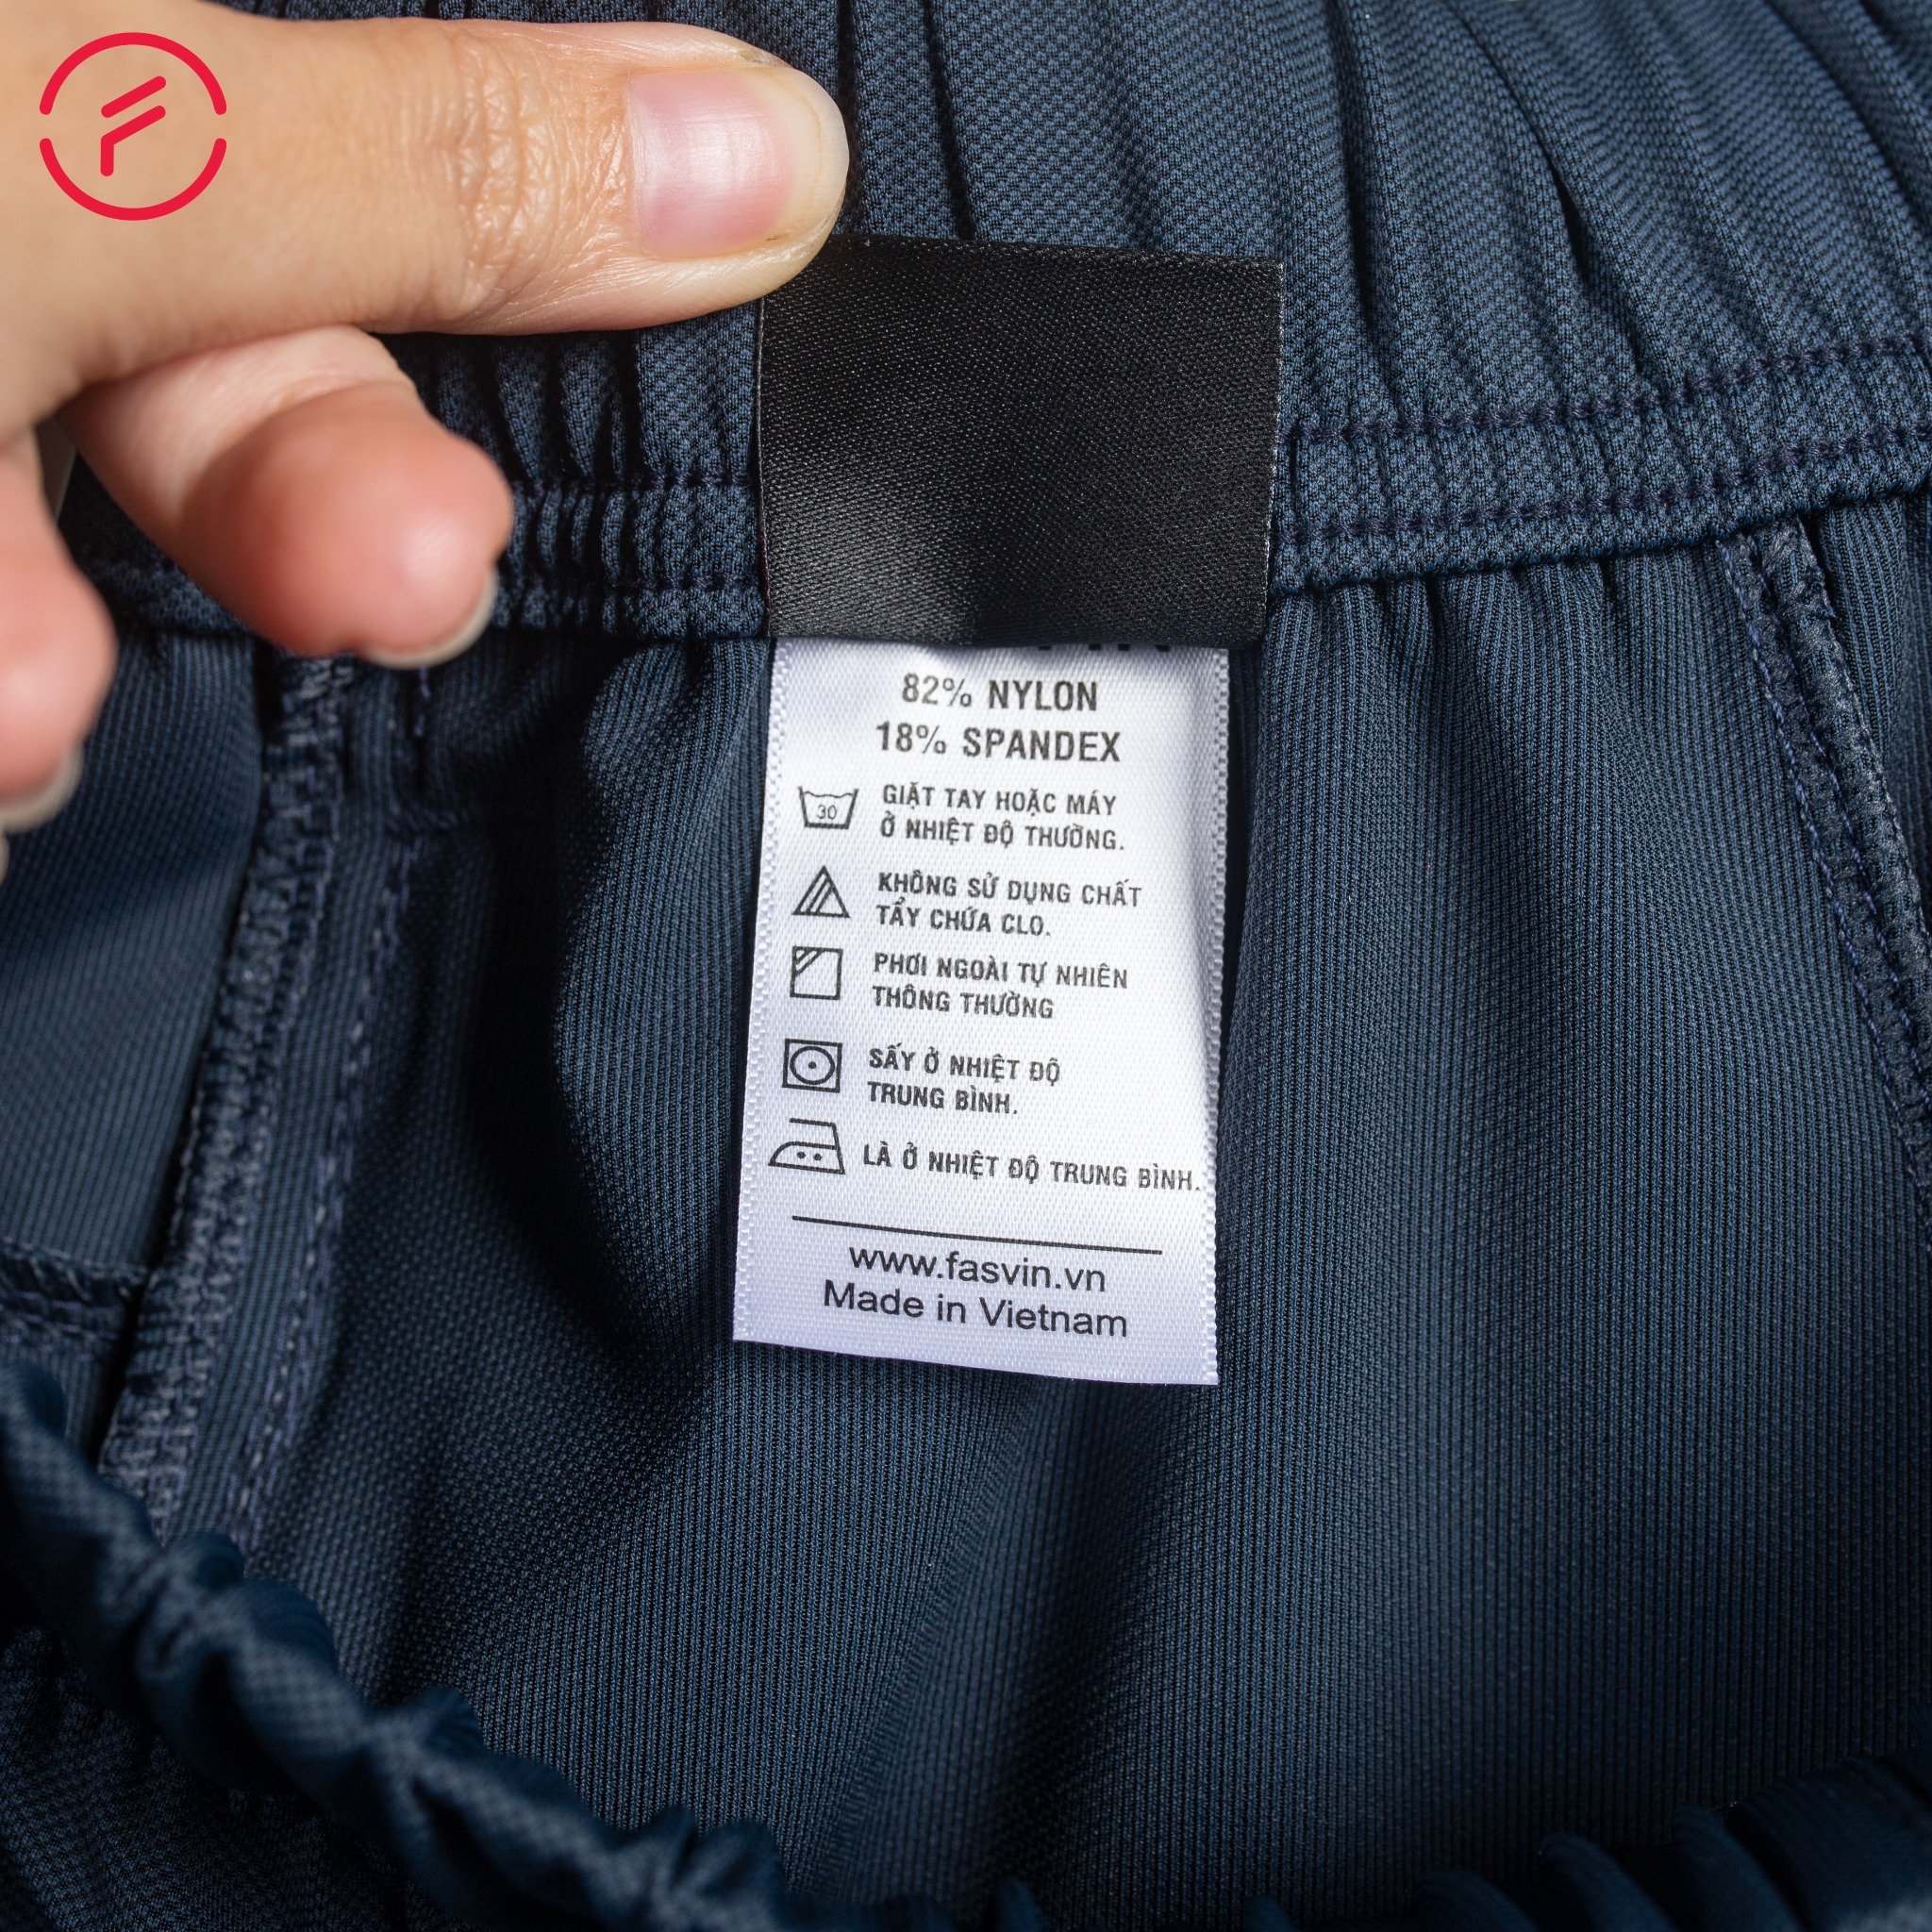 82% NYLON
18% SPANDEX
30
GIẶT TAY HOẶC MÁY
Ở NHIỆT ĐỘ THƯỜNG.
KHÔNG SỬ DỤNG CHẤT
TẨY CHỨA CLO.
PHƠI NGOÀI TỰ NHIÊN
THÔNG THƯỜNG
SẤY Ở NHIỆT ĐỘ
TRUNG BÌNH.
LÀ Ở NHIỆT ĐỘ TRUNG BÌNH.
www.fasvin.vn
Made in Vietnam